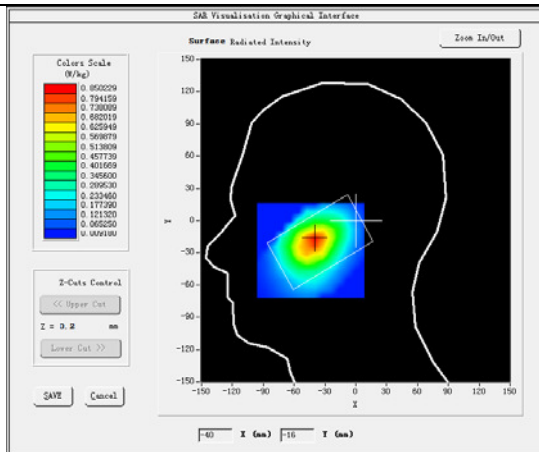 SAR Visualisation Graphical Interface
Surface Radiated Intensity
Zoom In/Out
Colors Scale
(W/kg)
0.850229
0.794159
0.738089
0.682019
0.625949
0.569879
0.513809
0.457739
0.401669
0.345600
0.289530
0.233460
0.177390
0.121320
0.065250
0.009180
Z-Cuts Control
<< Upper Cut
Z = 3.2 mm
Lower Cut >>
SAVE Cancel
150
120
90
60
30
Y 0
-30
-60
-90
-120
-150
-150 -120 -90 -60 -30 0 30 60 90 120 150
X
-40 X (mm) -16 Y (mm)